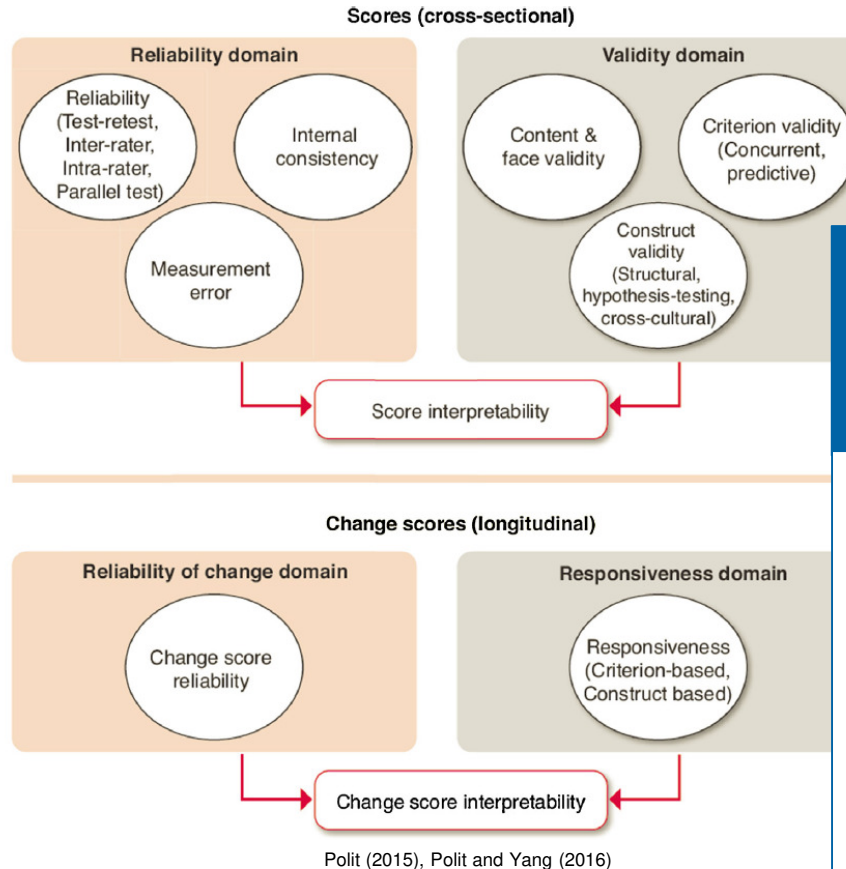 Scores (cross-sectional)
Reliability domain
Reliability
(Test-retest,
Inter-rater,
Intra-rater,
Parallel test)
Internal
consistency
Measurement
error
Validity domain
Content &
face validity
Criterion validity
(Concurrent,
predictive)
Construct
validity
(Structural,
hypothesis-testing,
cross-cultural)
Score interpretability
Change scores (longitudinal)
Reliability of change domain
Change score
reliability
Responsiveness domain
Responsiveness
(Criterion-based,
Construct based)
Change score interpretability
Polit (2015), Polit and Yang (2016)